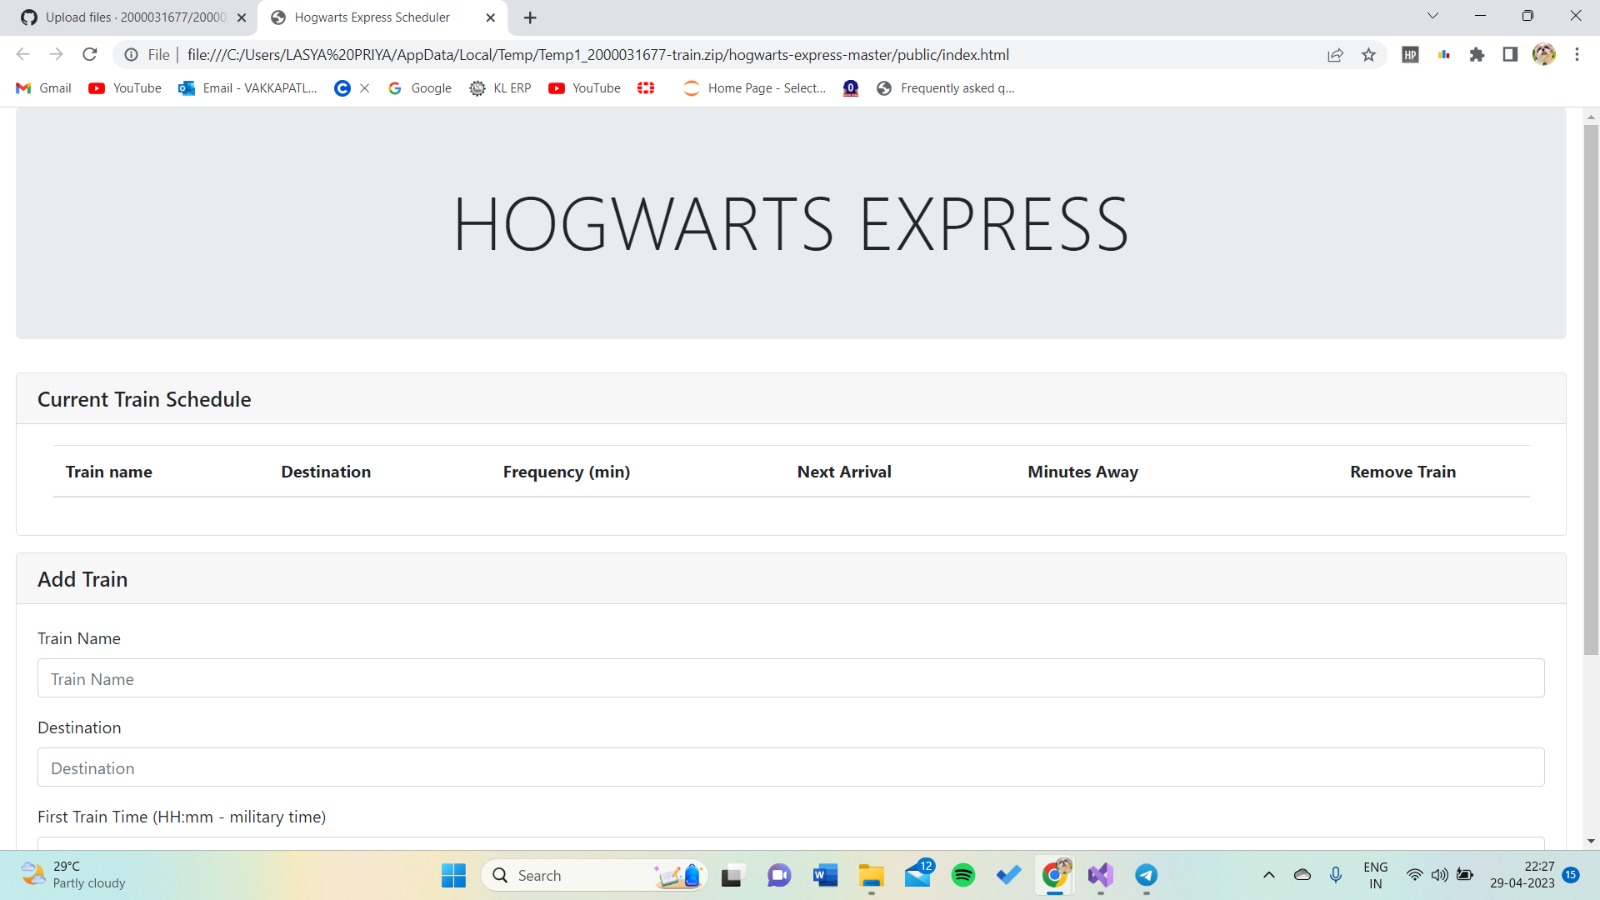 Upload files · 2000031677/20000
Hogwarts Express Scheduler
File
file:///C:/Users/LASYA%20PRIYA/AppData/Local/Temp/Temp1_2000031677-train.zip/hogwarts-express-master/public/index.html
HP
Gmail
YouTube
Email - VAKKAPATL...
Google
KL ERP
YouTube
Home Page - Select...
Frequently asked q...
HOGWARTS EXPRESS
Current Train Schedule
Train name Destination Frequency (min) Next Arrival Minutes Away Remove Train
Add Train
Train Name
Train Name
Destination
Destination
First Train Time (HH:mm - military time)
29°C
Partly cloudy
Search
12
ENG
IN
22:27
29-04-2023
15